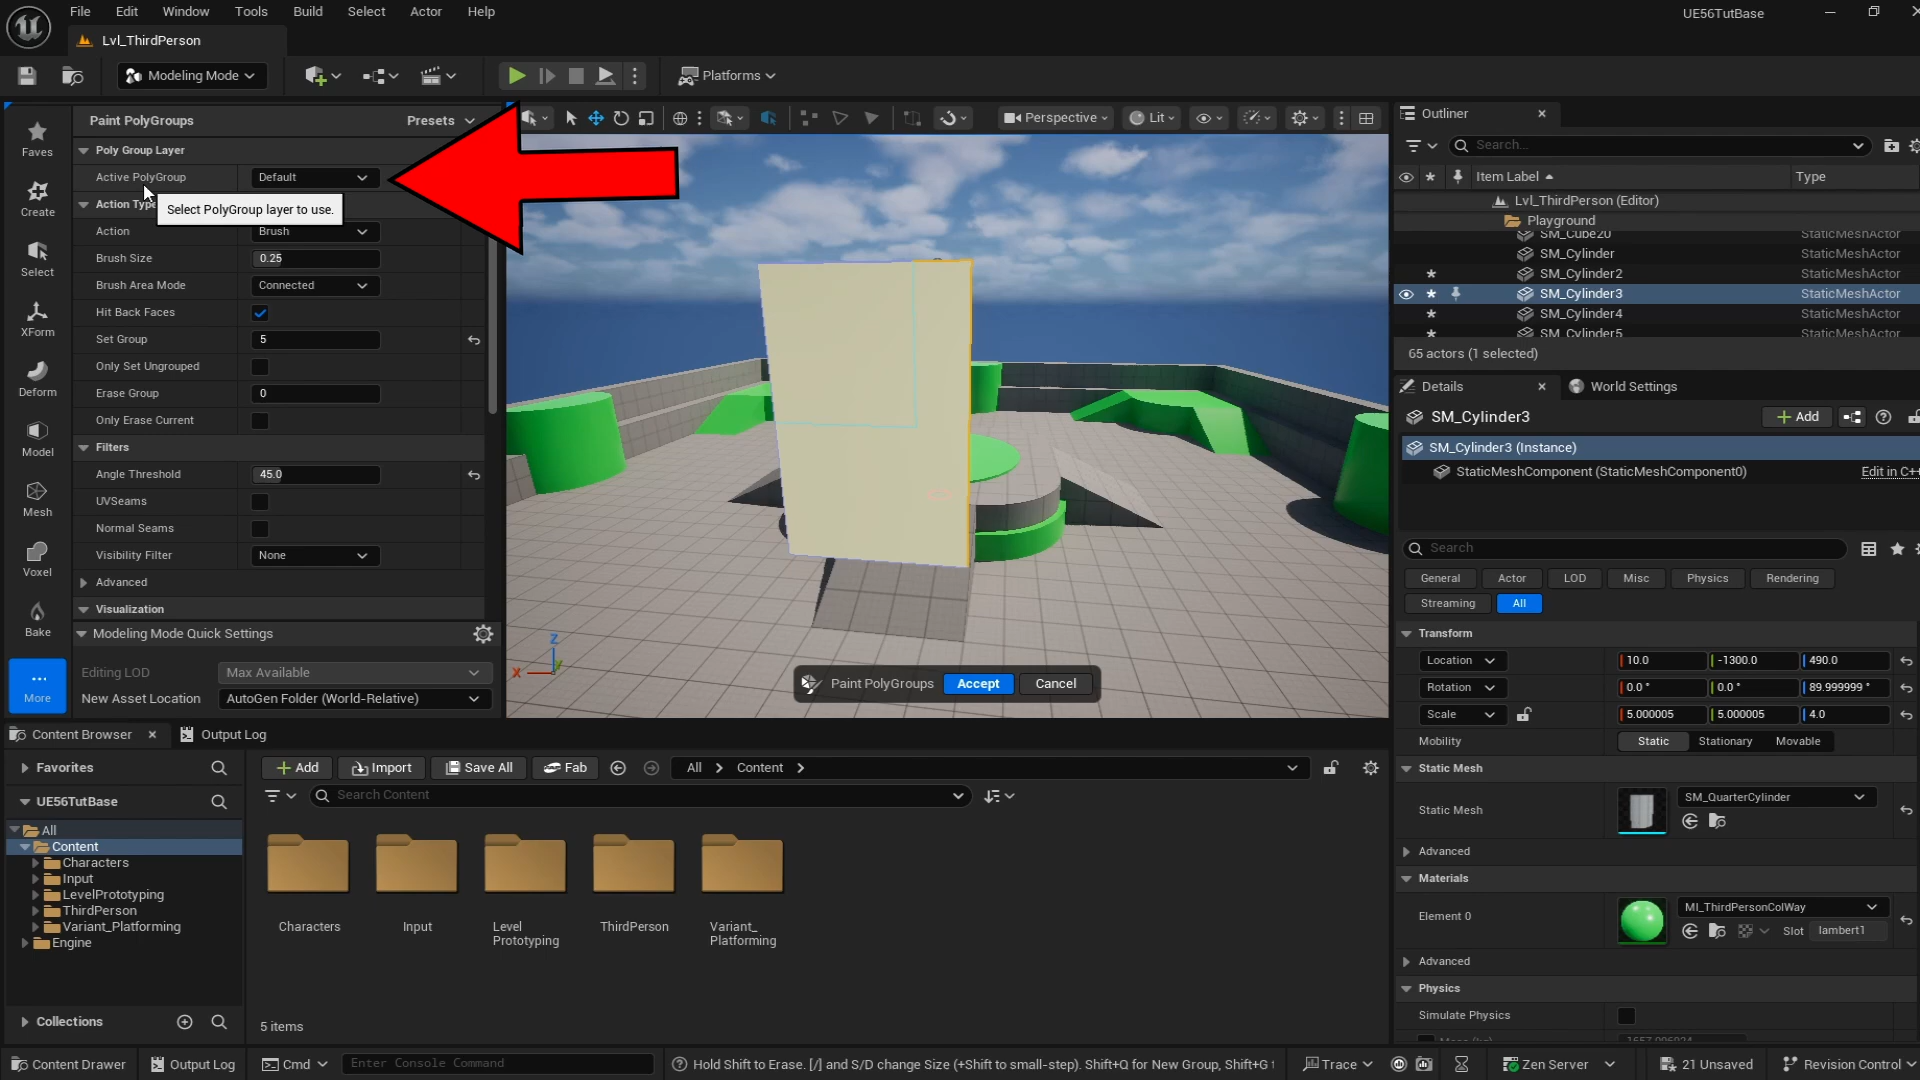 File Edit Window Tools Build Select Actor Help
UE56TutBase
Lvl_ThirdPerson
Modeling Mode
Platforms
Paint PolyGroups
Presets
Poly Group Layer
Active PolyGroup
Default
Select PolyGroup layer to use.
Action Type
Action
Brush
Brush Size
0.25
Brush Area Mode
Connected
Hit Back Faces
Set Group
5
Only Set Ungrouped
Erase Group
0
Only Erase Current
Filters
Angle Threshold
45.0
UVSeams
Normal Seams
Visibility Filter
None
Advanced
Visualization
Modeling Mode Quick Settings
Editing LOD
Max Available
New Asset Location
AutoGen Folder (World-Relative)
Faves
Create
Select
XForm
Deform
Model
Mesh
Voxel
Bake
More
Perspective
Lit
Z
X
Paint PolyGroups
Accept
Cancel
Outliner
Search...
Item Label
Type
Lvl_ThirdPerson (Editor)
Playground
SM_Cube20
StaticMeshActor
SM_Cylinder
StaticMeshActor
SM_Cylinder2
StaticMeshActor
SM_Cylinder3
StaticMeshActor
SM_Cylinder4
StaticMeshActor
SM_Cylinder5
StaticMeshActor
65 actors (1 selected)
Details
World Settings
SM_Cylinder3
Add
SM_Cylinder3 (Instance)
StaticMeshComponent (StaticMeshComponent0)
Edit in C++
Search
General Actor LOD Misc Physics Rendering
Streaming All
Transform
Location
10.0 -1300.0 490.0
Rotation
0.0 ° 0.0 ° 89.999999 °
Scale
5.000005 5.000005 4.0
Mobility
Static Stationary Movable
Static Mesh
Static Mesh
SM_QuarterCylinder
Advanced
Materials
Element 0
MI_ThirdPersonColWay
Slot lambert1
Advanced
Physics
Simulate Physics
Content Browser
Output Log
Favorites
UE56TutBase
All
Content
Characters
Input
LevelPrototyping
ThirdPerson
Variant_Platforming
Engine
Collections
Add
Import
Save All
Fab
All
Content
Search Content
Characters
Input
Level
Prototyping
ThirdPerson
Variant_
Platforming
5 items
Content Drawer
Output Log
Cmd
Enter Console Command
Hold Shift to Erase. [/] and S/D change Size (+Shift to small-step). Shift+Q for New Group, Shift+G
Trace
Zen Server
21 Unsaved
Revision Control